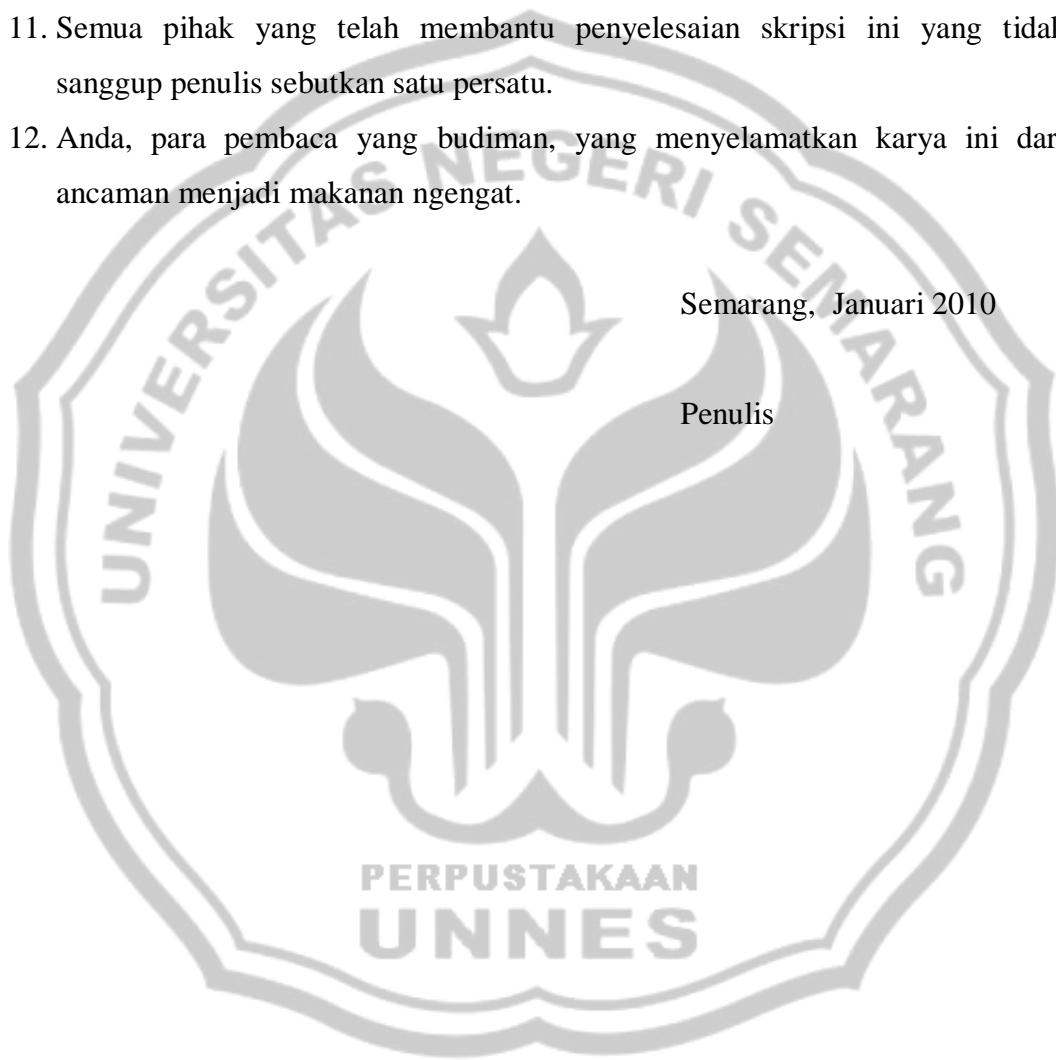 11. Semua pihak yang telah membantu penyelesaian skripsi ini yang tidak
sanggup penulis sebutkan satu persatu.
12. Anda, para pembaca yang budiman, yang menyelamatkan karya ini dar
ancaman menjadi makanan ngengat.
Semarang, Januari 2010
Penulis
UNIVERSITAS NEGERI SEMARANG
PERPUSTAKAAN
UNNES